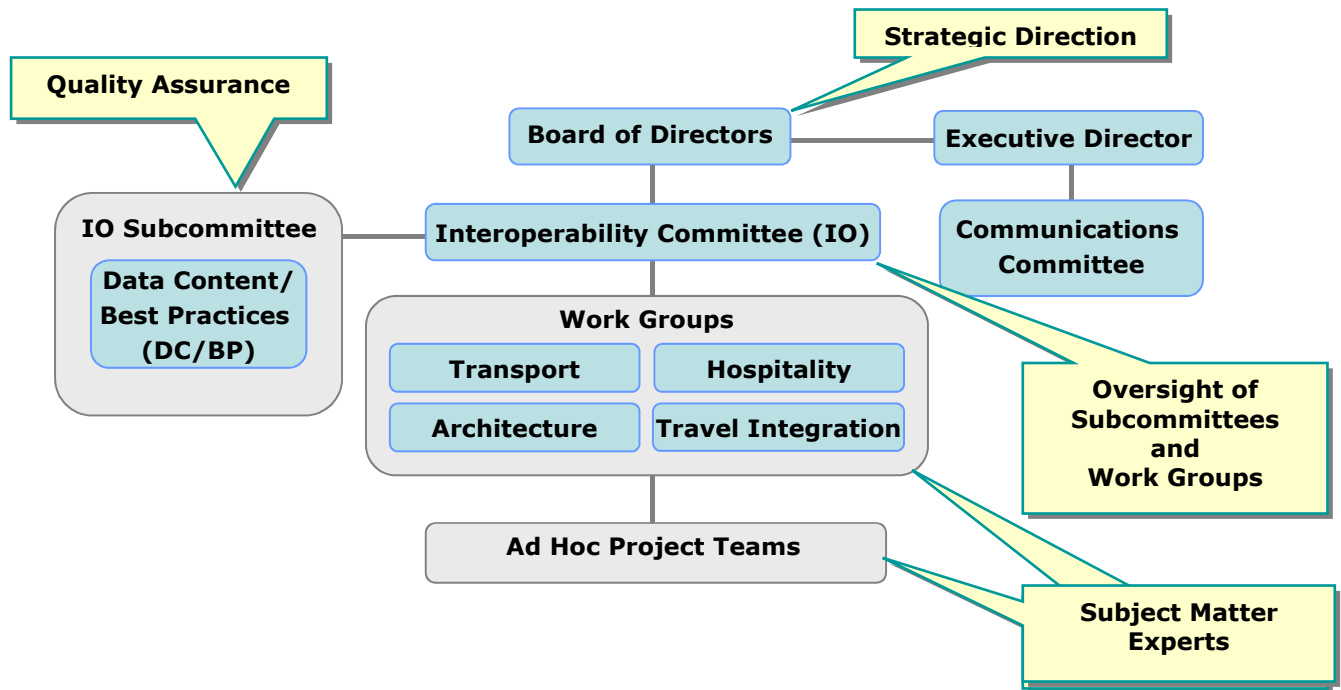 Strategic Direction
Quality Assurance
Board of Directors
Executive Director
IO Subcommittee
Data Content/
Best Practices
(DC/BP)
Interoperability Committee (IO)
Communications
Committee
Work Groups
Transport
Hospitality
Architecture
Travel Integration
Oversight of
Subcommittees
and
Work Groups
Ad Hoc Project Teams
Subject Matter
Experts